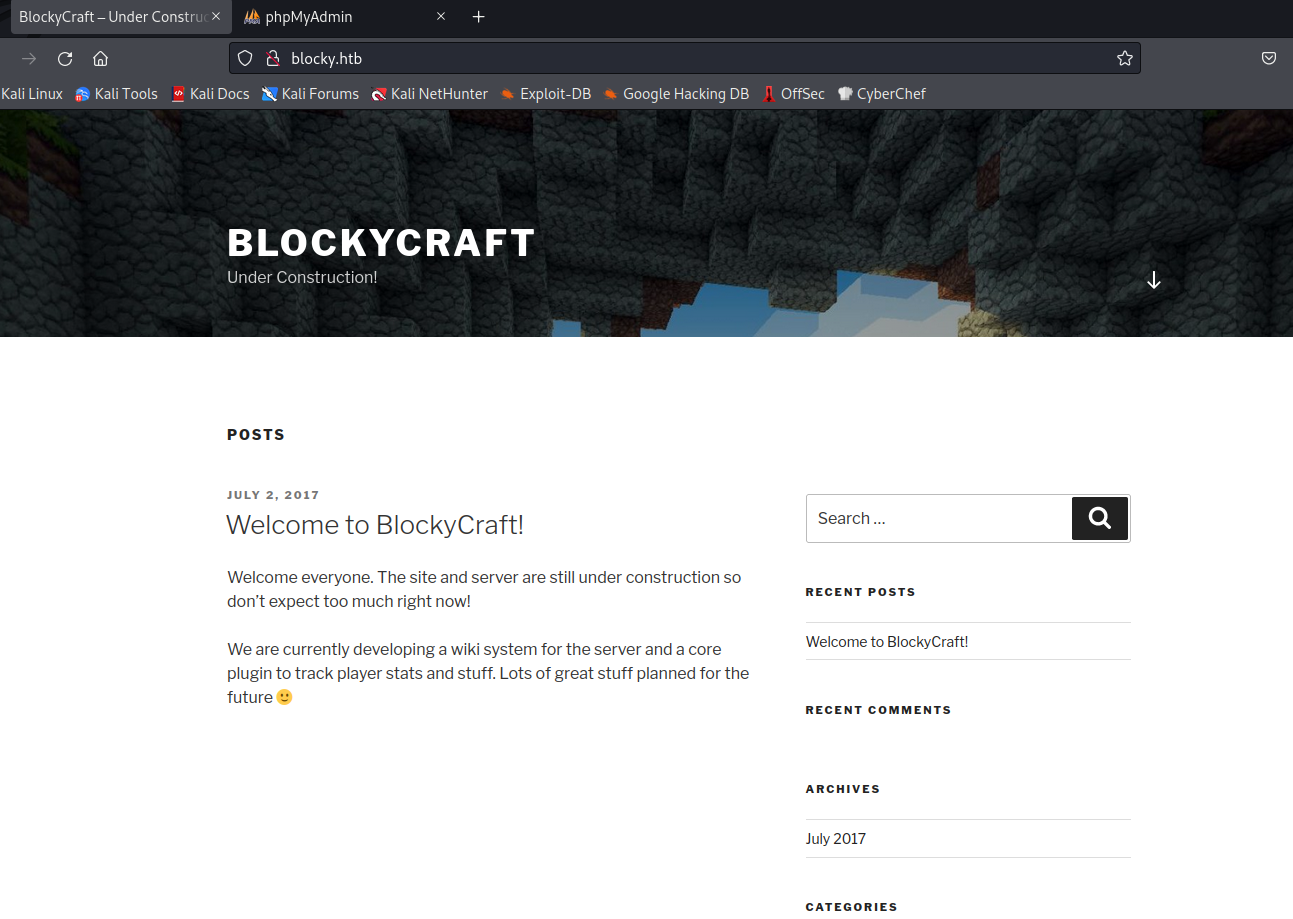 BlockyCraft – Under Construc
phpMyAdmin
blocky.htb
Kali Linux Kali Tools Kali Docs Kali Forums Kali NetHunter Exploit-DB Google Hacking DB OffSec CyberChef
BLOCKYCRAFT
Under Construction!
POSTS
JULY 2, 2017
Welcome to BlockyCraft!
Welcome everyone. The site and server are still under construction so
don’t expect too much right now!
We are currently developing a wiki system for the server and a core
plugin to track player stats and stuff. Lots of great stuff planned for the
future 🙂
Search …
RECENT POSTS
Welcome to BlockyCraft!
RECENT COMMENTS
ARCHIVES
July 2017
CATEGORIES